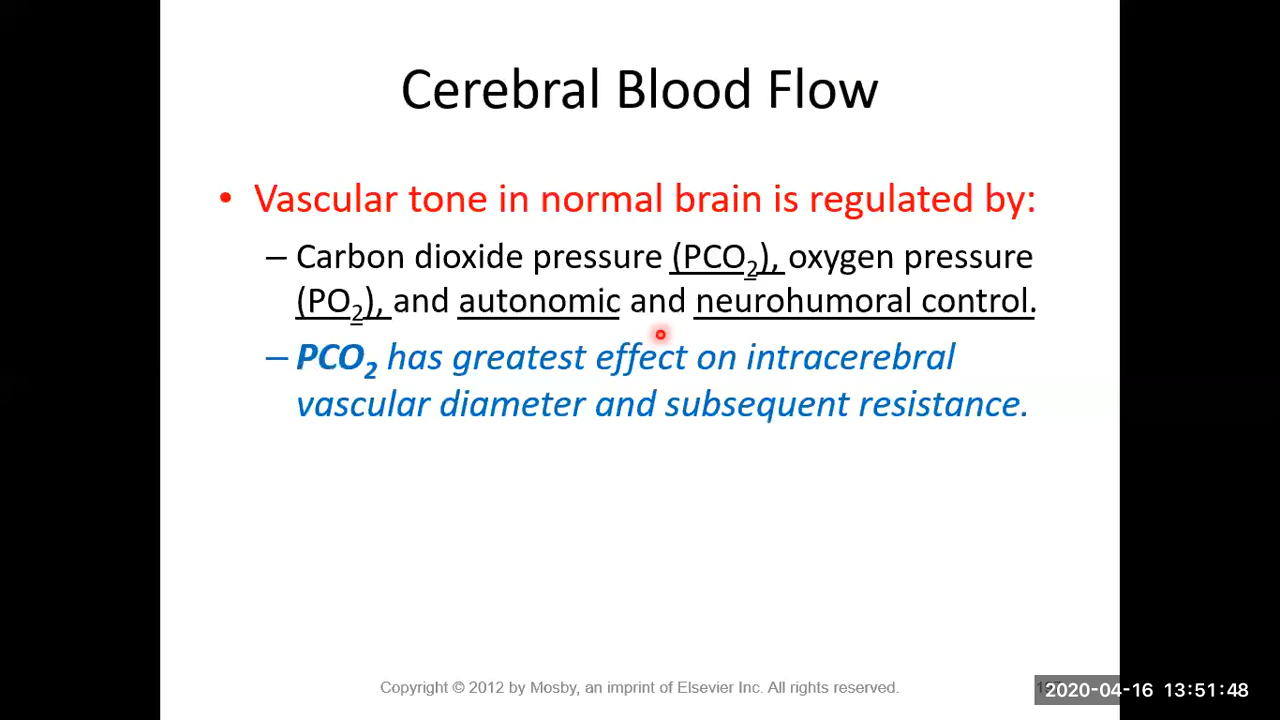 Cerebral Blood Flow
• Vascular tone in normal brain is regulated by:
– Carbon dioxide pressure (PCO₂), oxygen pressure
(PO₂), and autonomic and neurohumoral control.
– PCO₂ has greatest effect on intracerebral
vascular diameter and subsequent resistance.
Copyright © 2012 by Mosby, an imprint of Elsevier Inc. All rights reserved.
2020-04-16 13:51:48